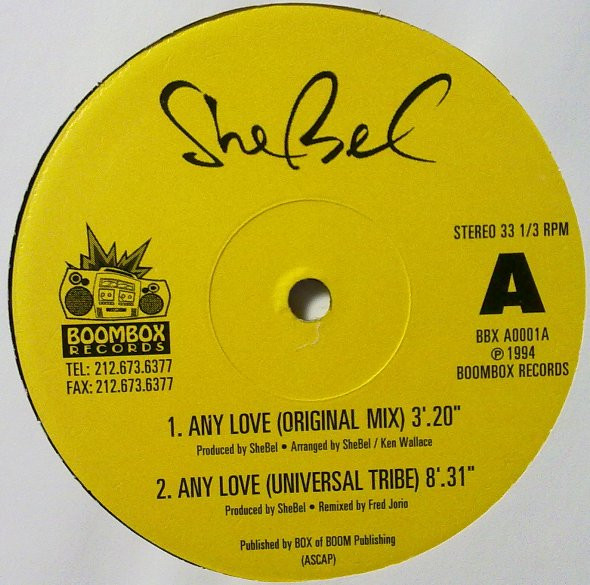 SheBel
STEREO 33 1/3 RPM
A
BBX A0001A
℗ 1994
BOOMBOX RECORDS
BOOMBOX
RECORDS
TEL: 212.673.6377
FAX: 212.673.6377
1. ANY LOVE (ORIGINAL MIX) 3'.20"
Produced by SheBel • Arranged by SheBel / Ken Wallace
2. ANY LOVE (UNIVERSAL TRIBE) 8'.31"
Produced by SheBel • Remixed by Fred Jorio
Published by BOX of BOOM Publishing
(ASCAP)